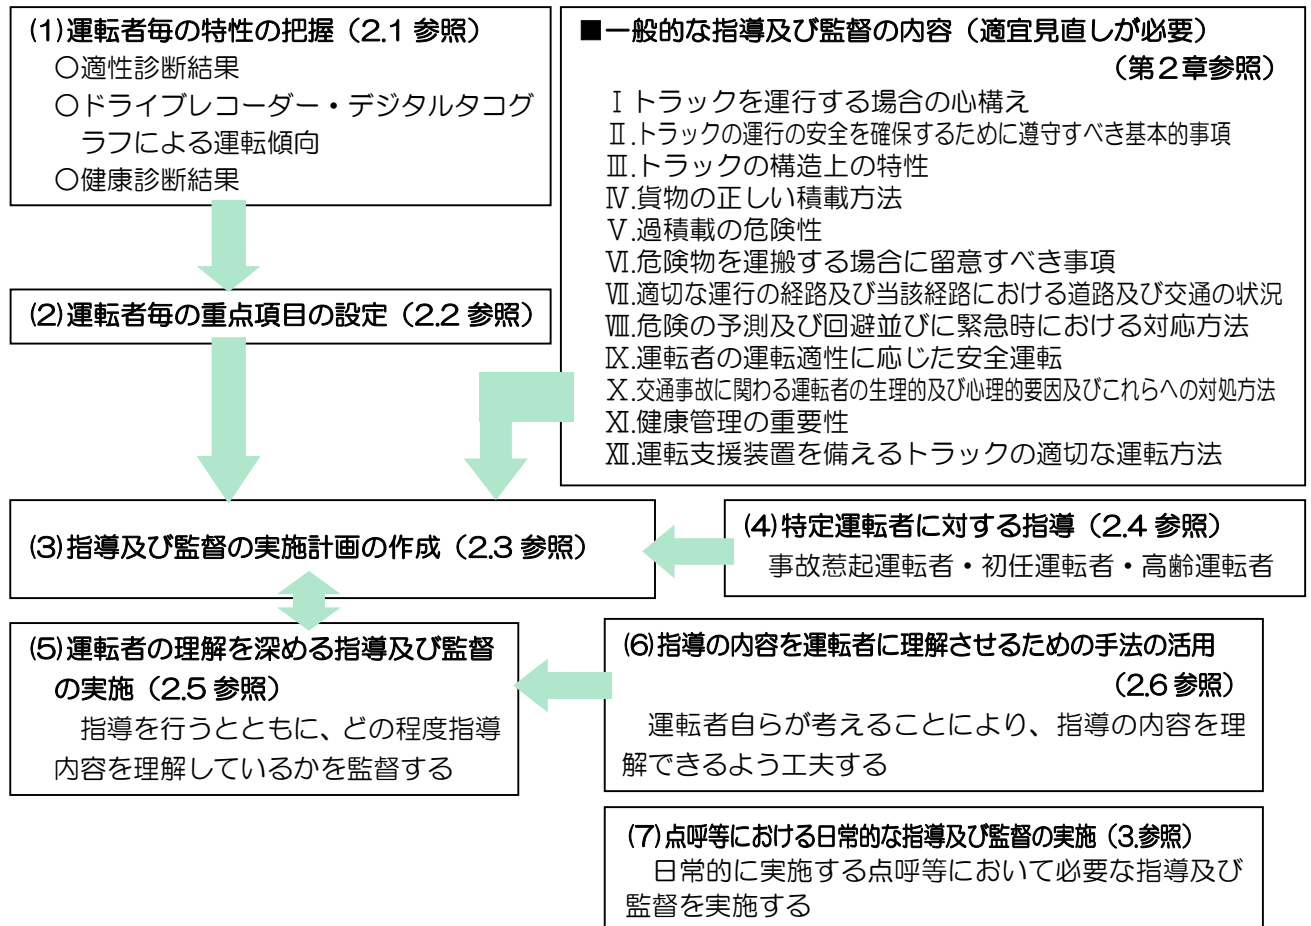 (1)運転者毎の特性の把握（2.1 参照）
〇適性診断結果
〇ドライブレコーダー・デジタルタコグ
ラフによる運転傾向
〇健康診断結果
(2)運転者毎の重点項目の設定（2.2 参照）
■一般的な指導及び監督の内容（適宜見直しが必要）
（第２章参照）
Ⅰトラックを運行する場合の心構え
Ⅱ.トラックの運行の安全を確保するために遵守すべき基本的事項
Ⅲ.トラックの構造上の特性
Ⅳ.貨物の正しい積載方法
Ⅴ.過積載の危険性
Ⅵ.危険物を運搬する場合に留意すべき事項
Ⅶ.適切な運行の経路及び当該経路における道路及び交通の状況
Ⅷ.危険の予測及び回避並びに緊急時における対応方法
Ⅸ.運転者の運転適性に応じた安全運転
Ⅹ.交通事故に関わる運転者の生理的及び心理的要因及びこれらへの対処方法
Ⅺ.健康管理の重要性
Ⅻ.運転支援装置を備えるトラックの適切な運転方法
(3)指導及び監督の実施計画の作成（2.3 参照）
(4)特定運転者に対する指導（2.4 参照）
事故惹起運転者・初任運転者・高齢運転者
(5)運転者の理解を深める指導及び監督
の実施（2.5 参照）
指導を行うとともに、どの程度指導
内容を理解しているかを監督する
(6)指導の内容を運転者に理解させるための手法の活用
（2.6 参照）
運転者自らが考えることにより、指導の内容を理
解できるよう工夫する
(7)点呼等における日常的な指導及び監督の実施（3.参照）
日常的に実施する点呼等において必要な指導及び
監督を実施する